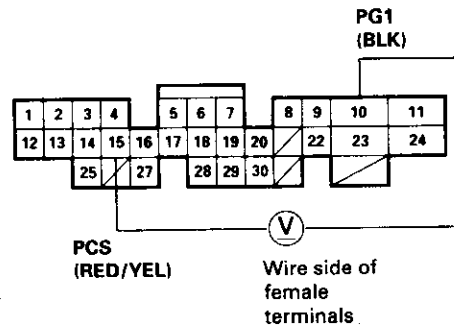 PG1
(BLK)
1 2 3 4 5 6 7 8 9 10 11
12 13 14 15 16 17 18 19 20 22 23 24
25 27 28 29 30
V
PCS
(RED/YEL)
Wire side of
female
terminals